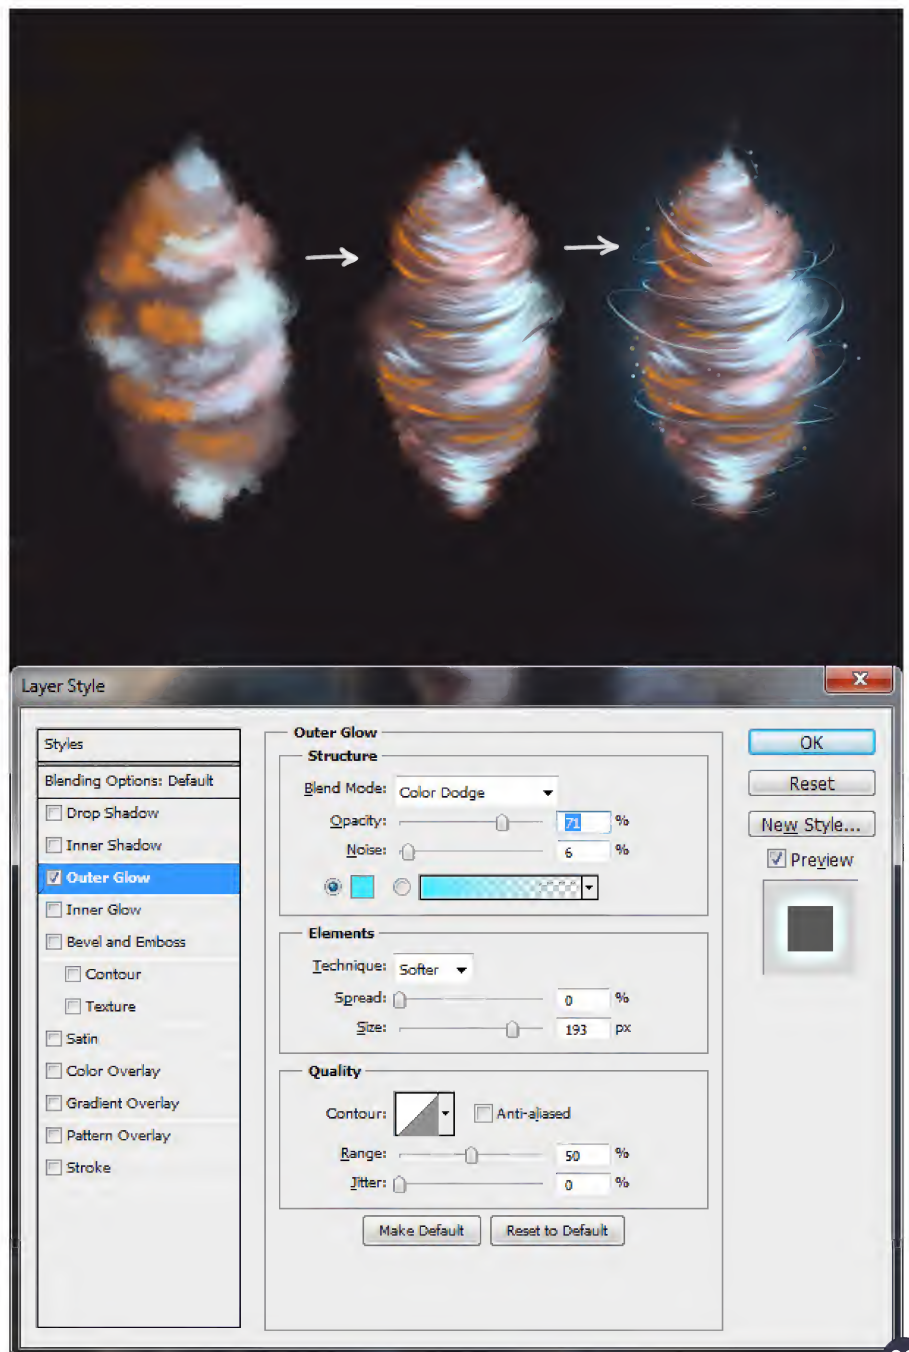 Layer Style
x
Styles
Blending Options: Default
Drop Shadow
Inner Shadow
Outer Glow
Inner Glow
Bevel and Emboss
Contour
Texture
Satin
Color Overlay
Gradient Overlay
Pattern Overlay
Stroke
Outer Glow
Structure
Blend Mode: Color Dodge
Opacity: 71 %
Noise: 6 %
Elements
Technique: Softer
Spread: 0 %
Size: 193 px
Quality
Contour: Anti-aliased
Range: 50 %
Jitter: 0 %
Make Default Reset to Default
OK
Reset
New Style...
Preview